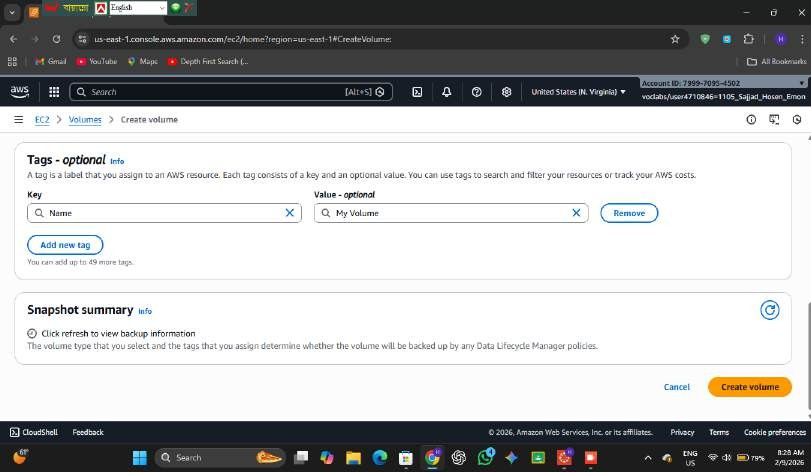 বায়ান্নো English
us-east-1.console.aws.amazon.com/ec2/home?region=us-east-1#CreateVolume:
Gmail YouTube Maps Depth First Search (... All Bookmarks
aws Search [Alt+S] United States (N. Virginia) Account ID: 7999-7095-4502
voclabs/user4710846=1105_Sajjad_Hosen_Emon
EC2 > Volumes > Create volume
Tags - optional Info
A tag is a label that you assign to an AWS resource. Each tag consists of a key and an optional value. You can use tags to search and filter your resources or track your AWS costs.
Key Value - optional
Name My Volume Remove
Add new tag
You can add up to 49 more tags.
Snapshot summary Info
Click refresh to view backup information
The volume type that you select and the tags that you assign determine whether the volume will be backed up by any Data Lifecycle Manager policies.
Cancel Create volume
CloudShell Feedback © 2026, Amazon Web Services, Inc. or its affiliates. Privacy Terms Cookie preferences
61° Search ENG 79% 8:28 AM
US 2/9/2026